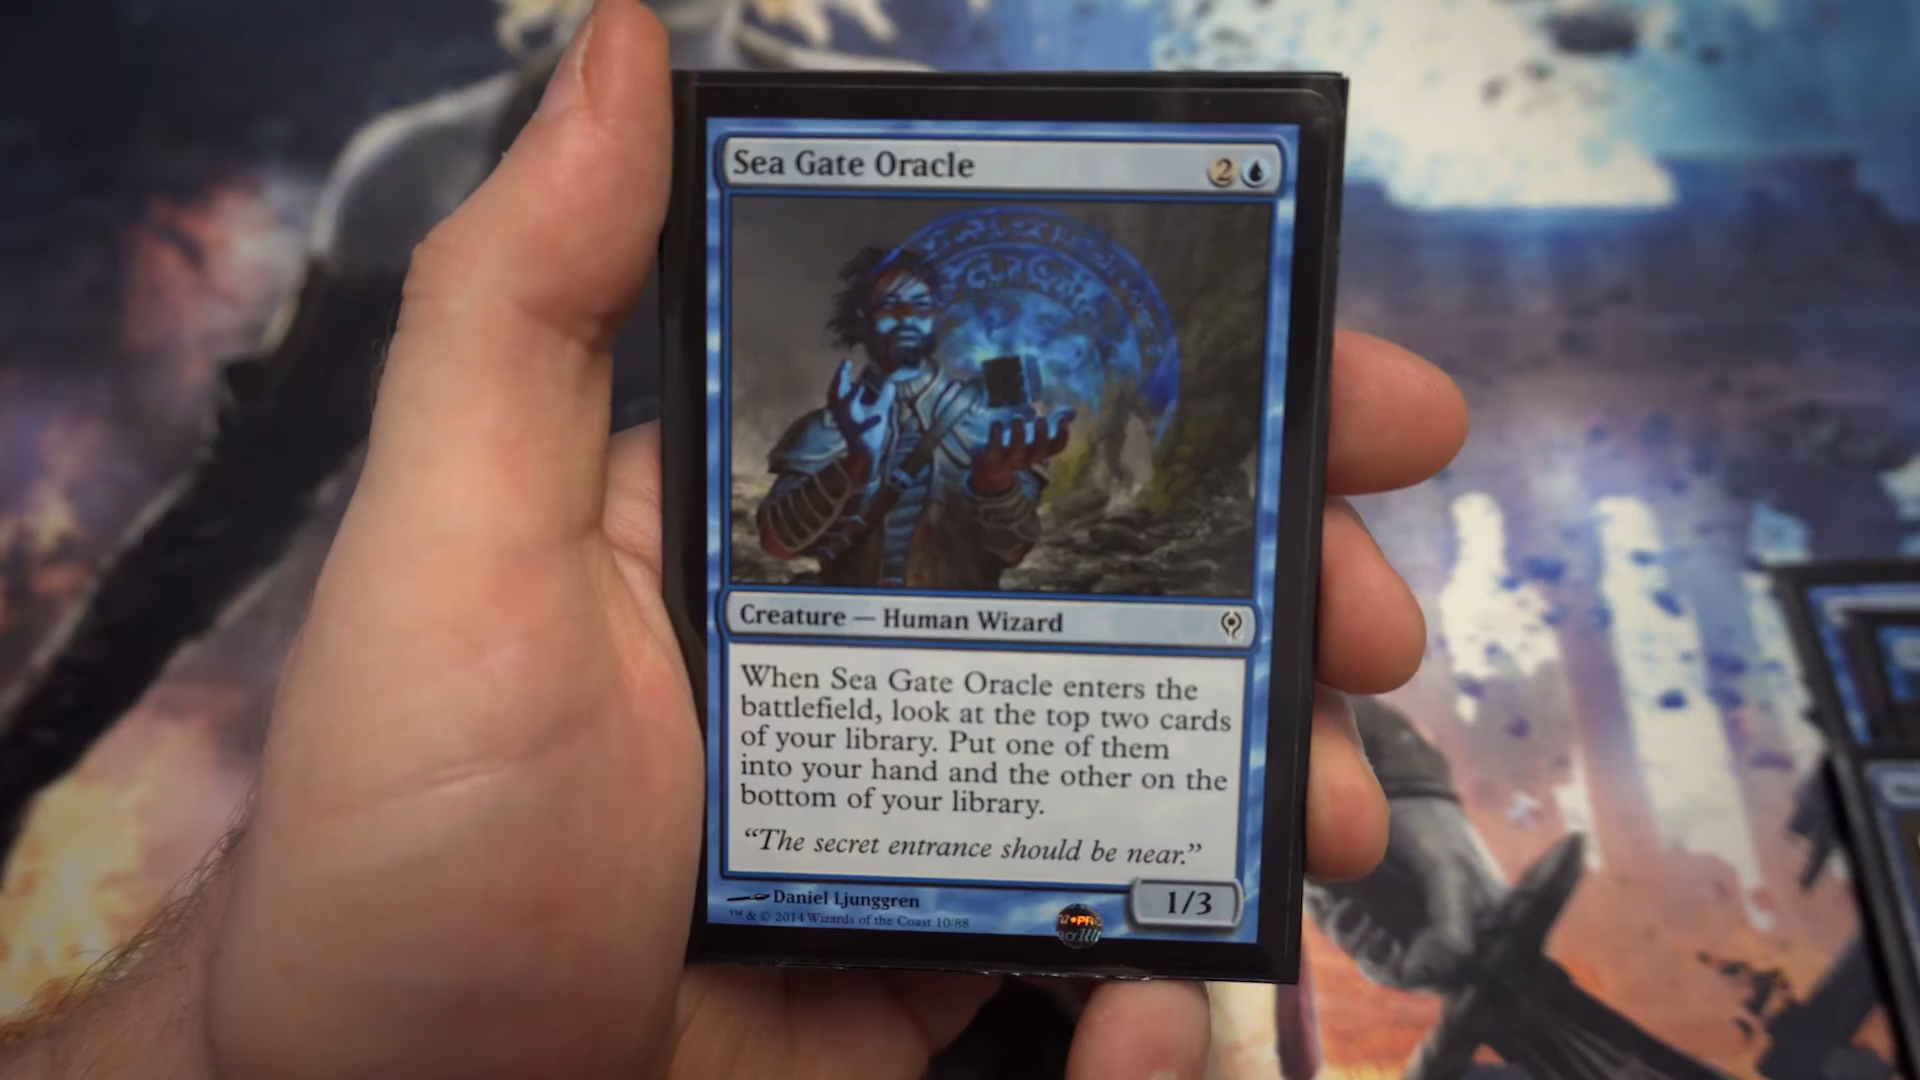 Sea Gate Oracle 2
Creature — Human Wizard
When Sea Gate Oracle enters the
battlefield, look at the top two cards
of your library. Put one of them
into your hand and the other on the
bottom of your library.
“The secret entrance should be near.”
Daniel Ljunggren
1/3
™ & © 2014 Wizards of the Coast 10/88